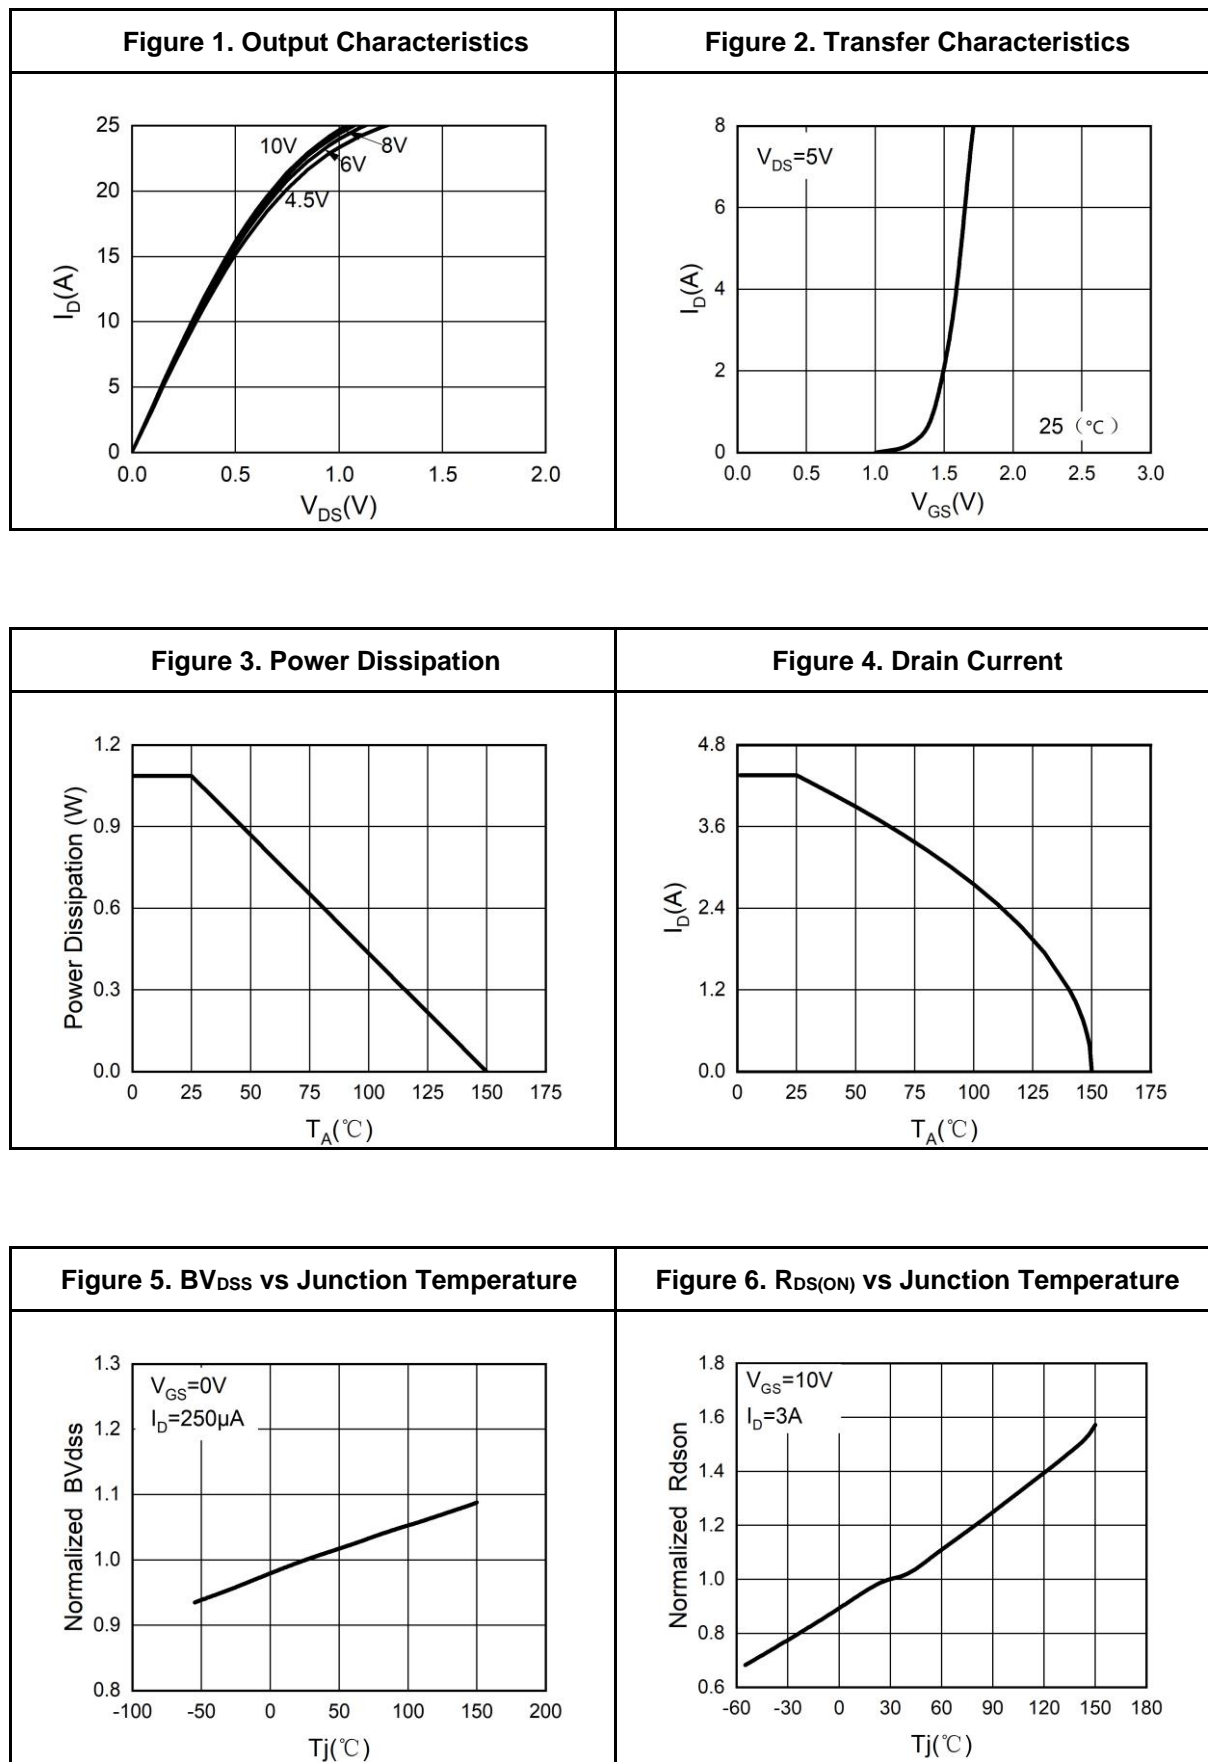 Figure 1. Output Characteristics
Figure 2. Transfer Characteristics
25
20
15
10
5
0
I_D(A)
10V
8V
6V
4.5V
0.0 0.5 1.0 1.5 2.0
V_DS(V)
8
6
4
2
0
I_D(A)
V_DS=5V
25（℃）
0.0 0.5 1.0 1.5 2.0 2.5 3.0
V_GS(V)
Figure 3. Power Dissipation
Figure 4. Drain Current
1.2
0.9
0.6
0.3
0.0
Power Dissipation (W)
0 25 50 75 100 125 150 175
T_A(℃)
4.8
3.6
2.4
1.2
0.0
I_D(A)
0 25 50 75 100 125 150 175
T_A(℃)
Figure 5. BV_DSS vs Junction Temperature
Figure 6. R_DS(ON) vs Junction Temperature
1.3
1.2
1.1
1.0
0.9
0.8
Normalized BVdss
V_GS=0V
I_D=250μA
-100 -50 0 50 100 150 200
Tj(℃)
1.8
1.6
1.4
1.2
1.0
0.8
0.6
Normalized Rdson
V_GS=10V
I_D=3A
-60 -30 0 30 60 90 120 150 180
Tj(℃)